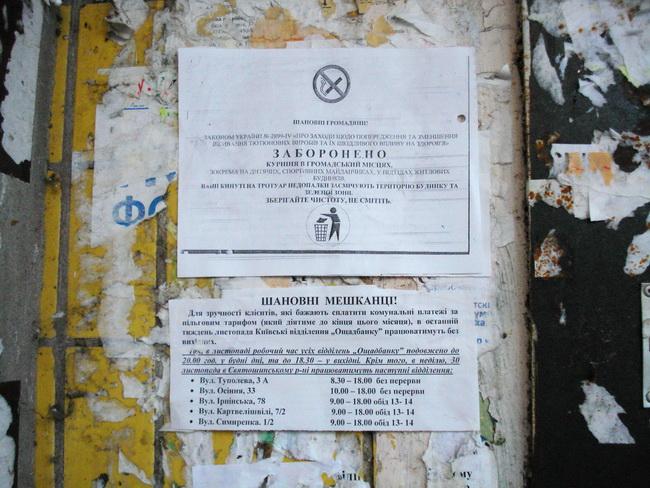 ШАНОВНІ ГРОМАДЯНИ!
ЗАКОНОМ УКРАЇНИ № 2899-IV «ПРО ЗАХОДИ ЩОДО ПОПЕРЕДЖЕННЯ ТА ЗМЕНШЕННЯ
ВЖИВАННЯ ТЮТЮНОВИХ ВИРОБІВ ТА ЇХ ШКІДЛИВОГО ВПЛИВУ НА ЗДОРОВ'Я»
ЗАБОРОНЕНО
КУРІННЯ В ГРОМАДСЬКИЙ МІСЦЯХ,
ЗОКРЕМА НА ДИТЯЧИХ, СПОРТИВНИХ МАЙДАНЧИКАХ, У ПІД'ЇЗДАХ ЖИТЛОВИХ
БУДИНКІВ.
ВАШІ КИНУТІ НА ТРОТУАР НЕДОПАЛКИ ЗАСМІЧУЮТЬ ТЕРИТОРІЮ БУДИНКУ ТА
ЗЕЛЕНОЇ ЗОНИ.
ЗБЕРІГАЙТЕ ЧИСТОТУ, НЕ СМІТІТЬ.
ФО
ШАНОВНІ МЕШКАНЦІ!
Для зручності клієнтів, які бажають сплатити комунальні платежі за
пільговим тарифом (який діятиме до кінця цього місяця), в останній
тиждень листопада Київські відділення „Ощадбанку" працюватимуть без
вихідних.
в листопаді робочий час усіх відділень „Ощадбанку" подовжено до
20.00 год, у будні дні, та до 18.30 – у вихідні. Крім того, в неділю, 30
листопада в Святошинському р-ні працюватимуть наступні відділення:
• Вул. Туполева, 3 А 8.30 - 18.00 без перерви
• Вул. Осіння, 33 10.00 - 18.00 без перерви
• Вул. Ірпінська, 78 9.00 - 18.00 обід 13- 14
• Вул. Картвелішвілі, 7/2 9.00 - 18.00 обід 13- 14
• Вул. Симиренка. 1/2 9.00 - 18.00 обід 13- 14
ому